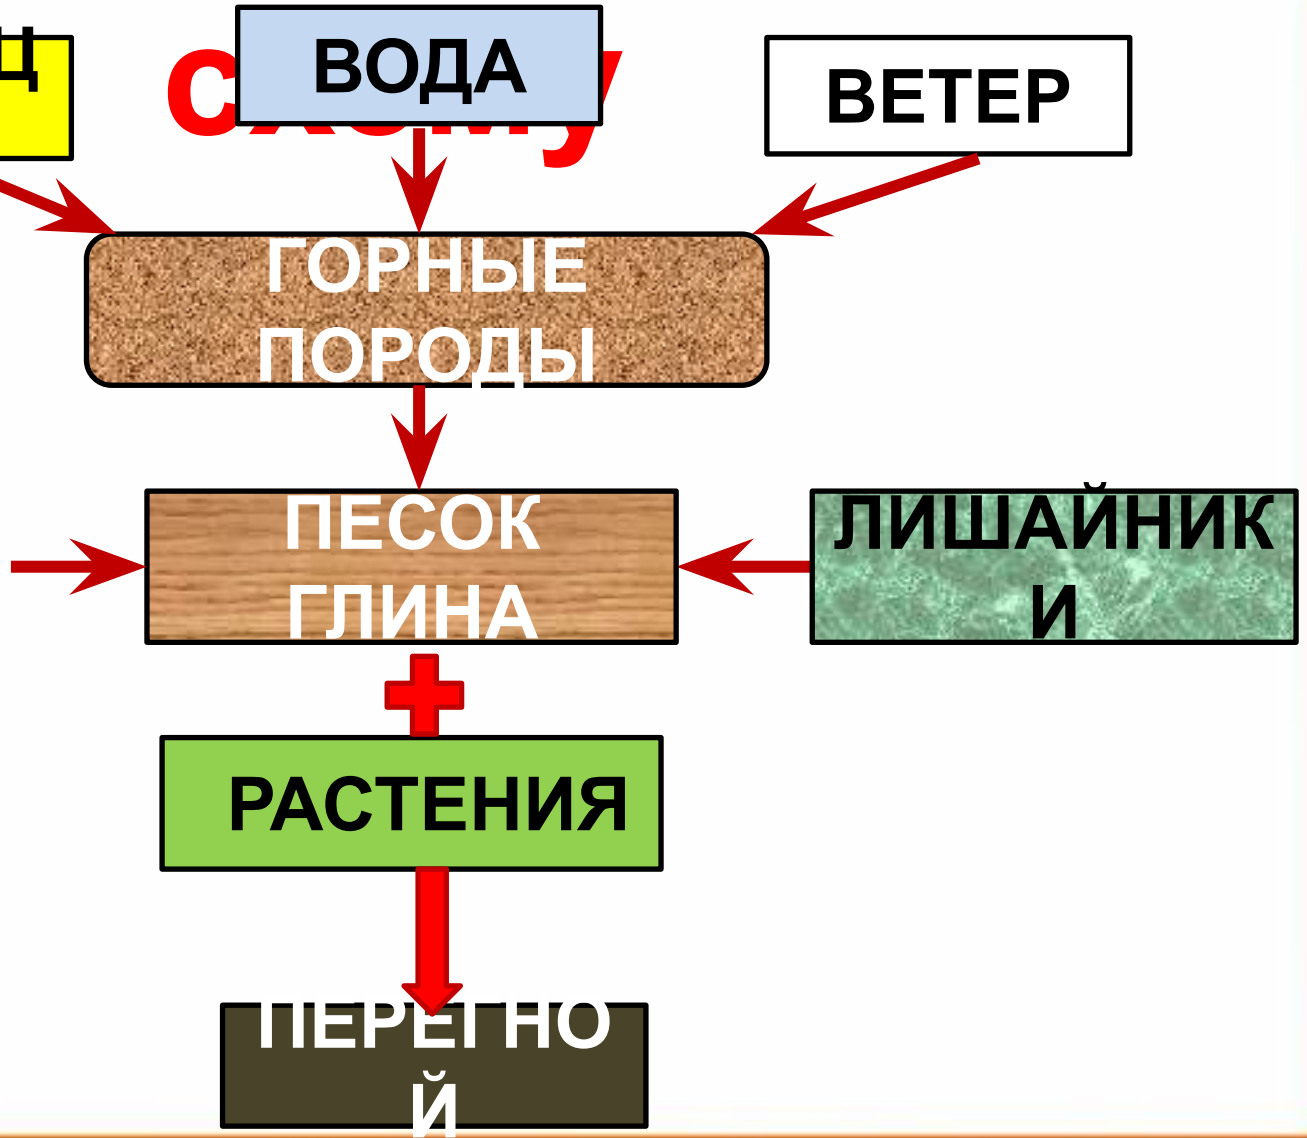 ВОДА
ВЕТЕР
ГОРНЫЕ
ПОРОДЫ
ПЕСОК
ГЛИНА
ЛИШАЙНИК
И
РАСТЕНИЯ
ПЕРЕГНО
Й